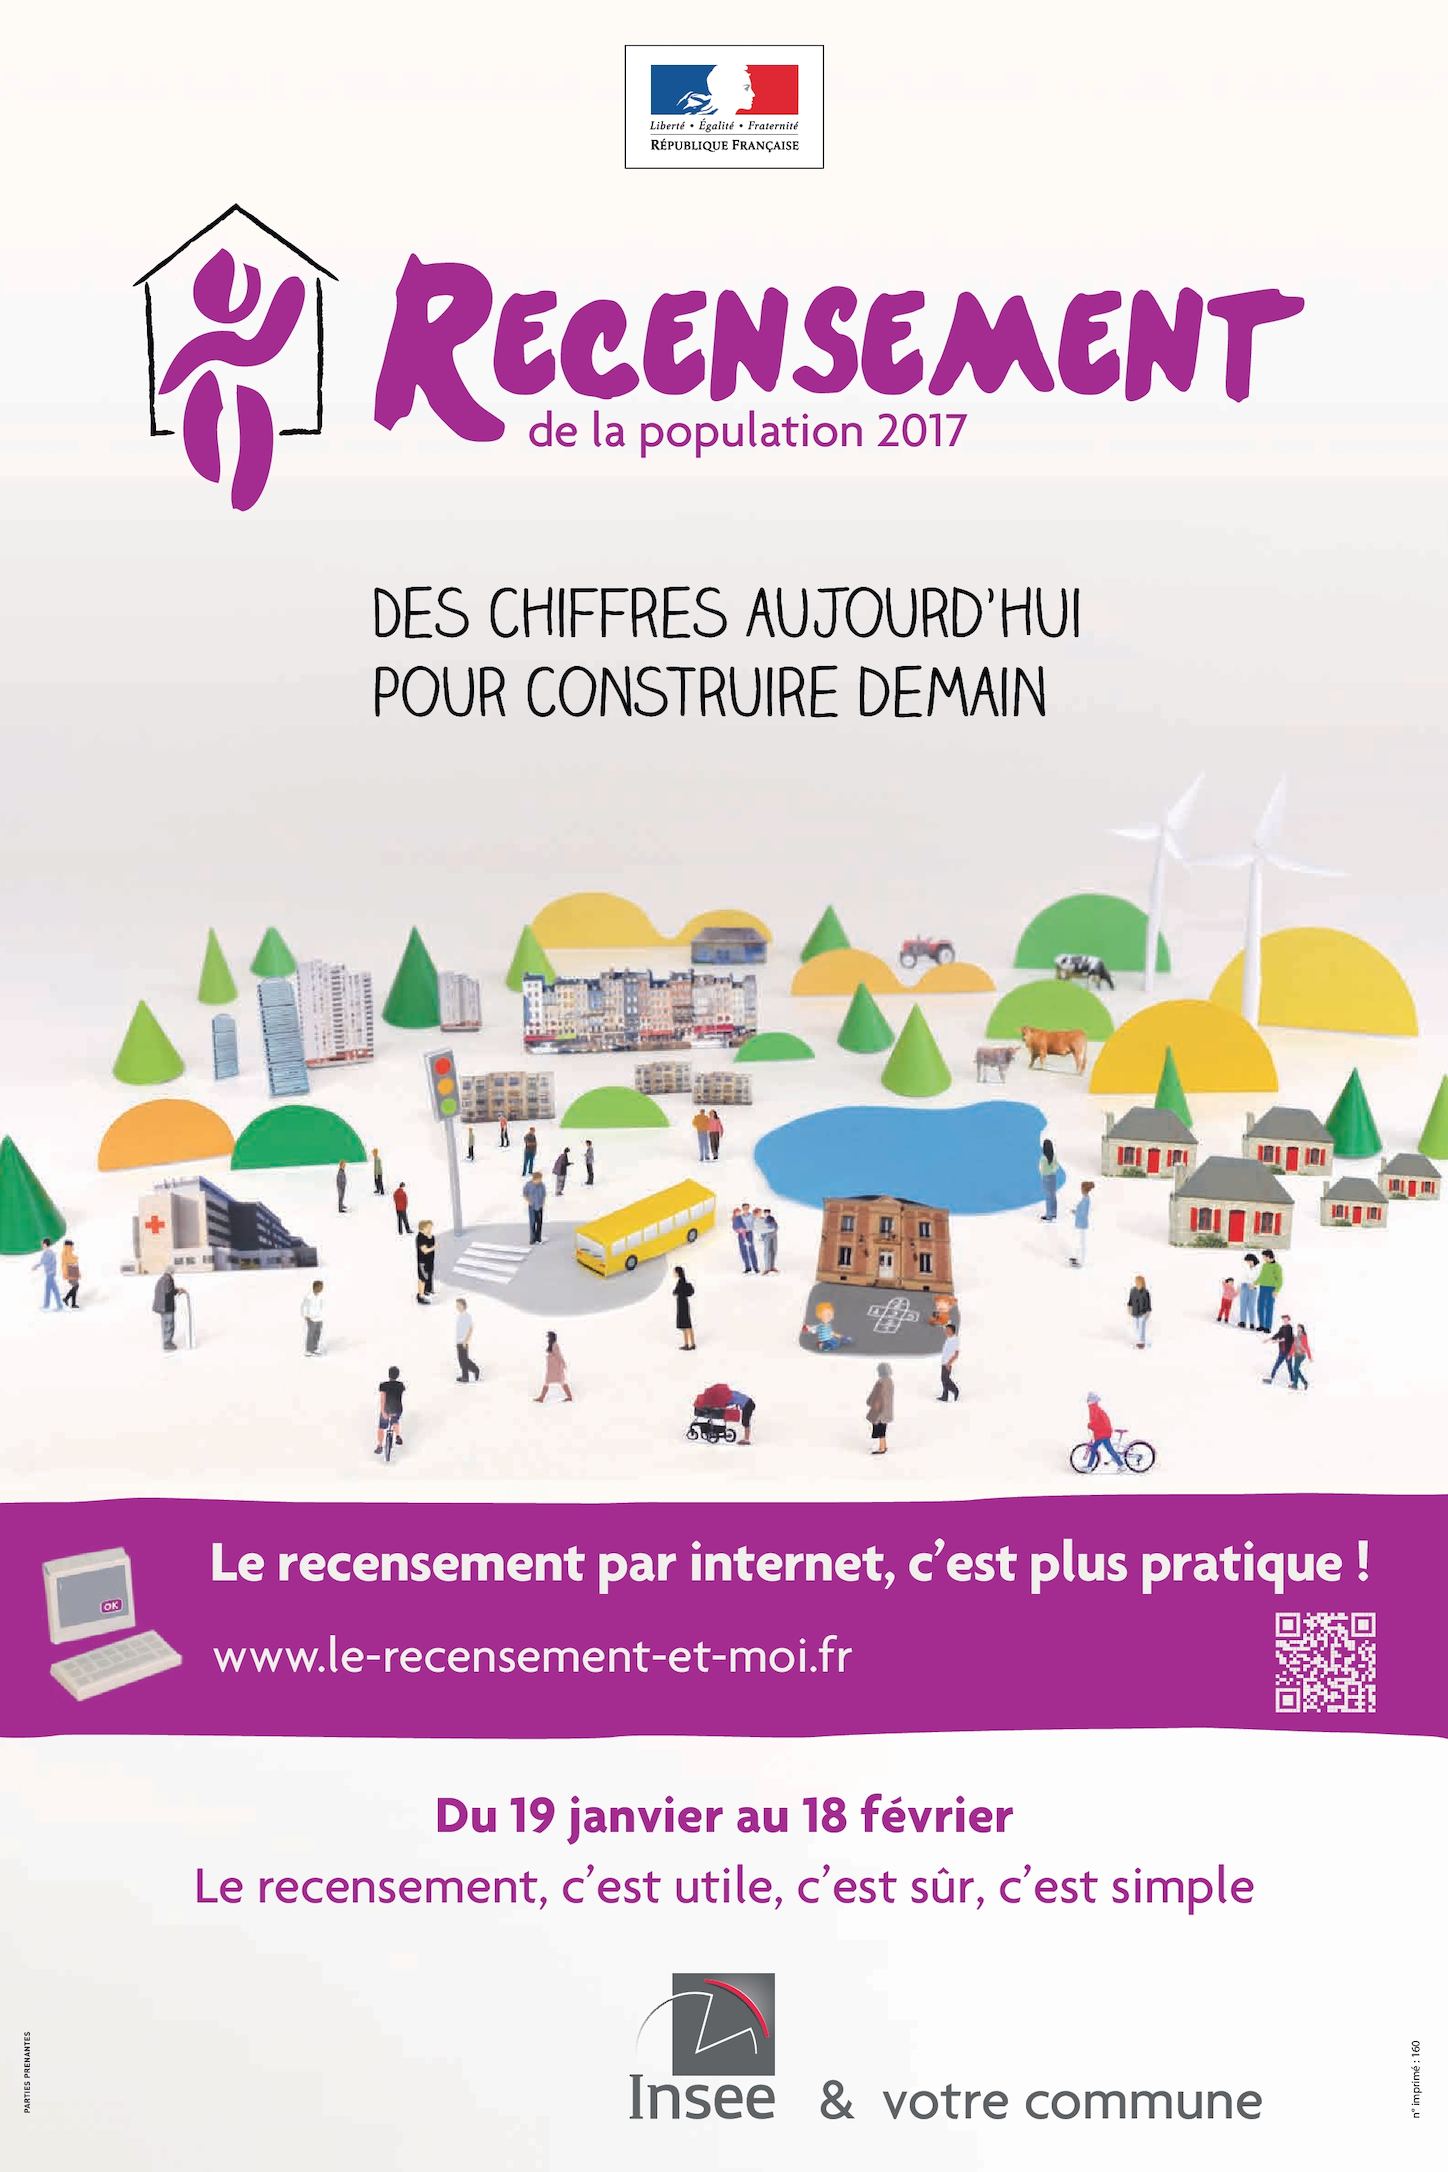 Liberté • Égalité • Fraternité
RÉPUBLIQUE FRANÇAISE
RECENSEMENT
de la population 2017
DES CHIFFRES AUJOURD'HUI
POUR CONSTRUIRE DEMAIN
Le recensement par internet, c'est plus pratique !
OK
www.le-recensement-et-moi.fr
Du 19 janvier au 18 février
Le recensement, c'est utile, c'est sûr, c'est simple
Insee & votre commune
PARTIES PRENANTES
n° imprimé : 160